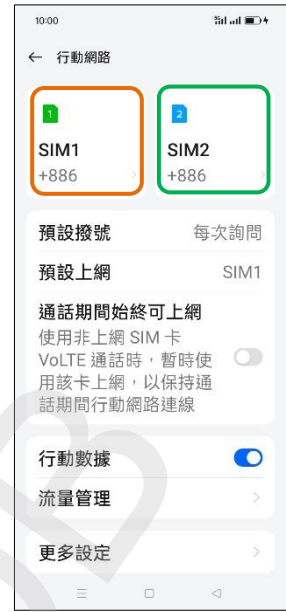 10:00
← 行動網路
1
2
SIM1
SIM2
+886
+886
預設撥號 每次詢問
預設上網 SIM1
通話期間始終可上網
使用非上網 SIM 卡
VoLTE 通話時，暫時使
用該卡上網，以保持通
話期間行動網路連線
行動數據
流量管理
更多設定